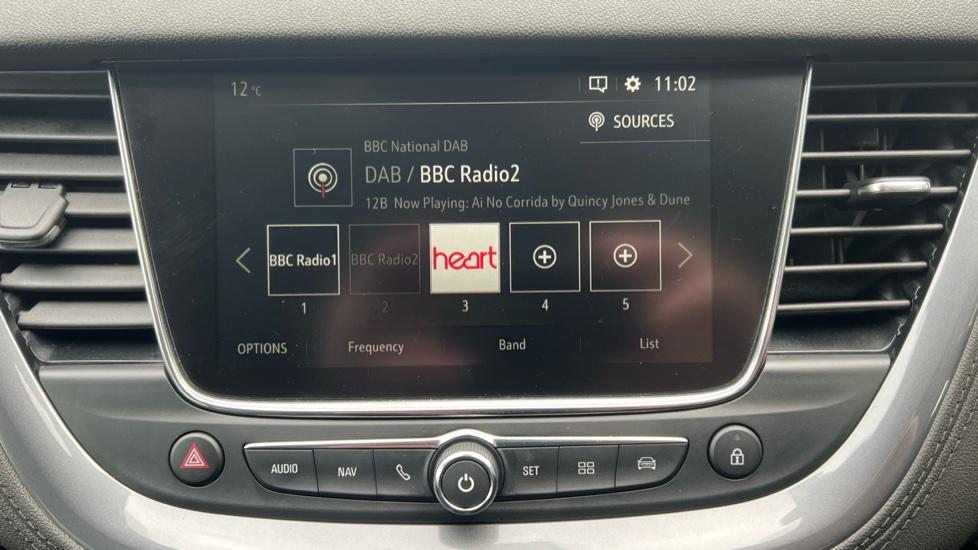 12 °C
11:02
SOURCES
BBC National DAB
DAB / BBC Radio2
12B Now Playing: Ai No Corrida by Quincy Jones & Dune
BBC Radio1 BBC Radio2 heart
1 2 3 4 5
OPTIONS Frequency Band List
AUDIO NAV SET